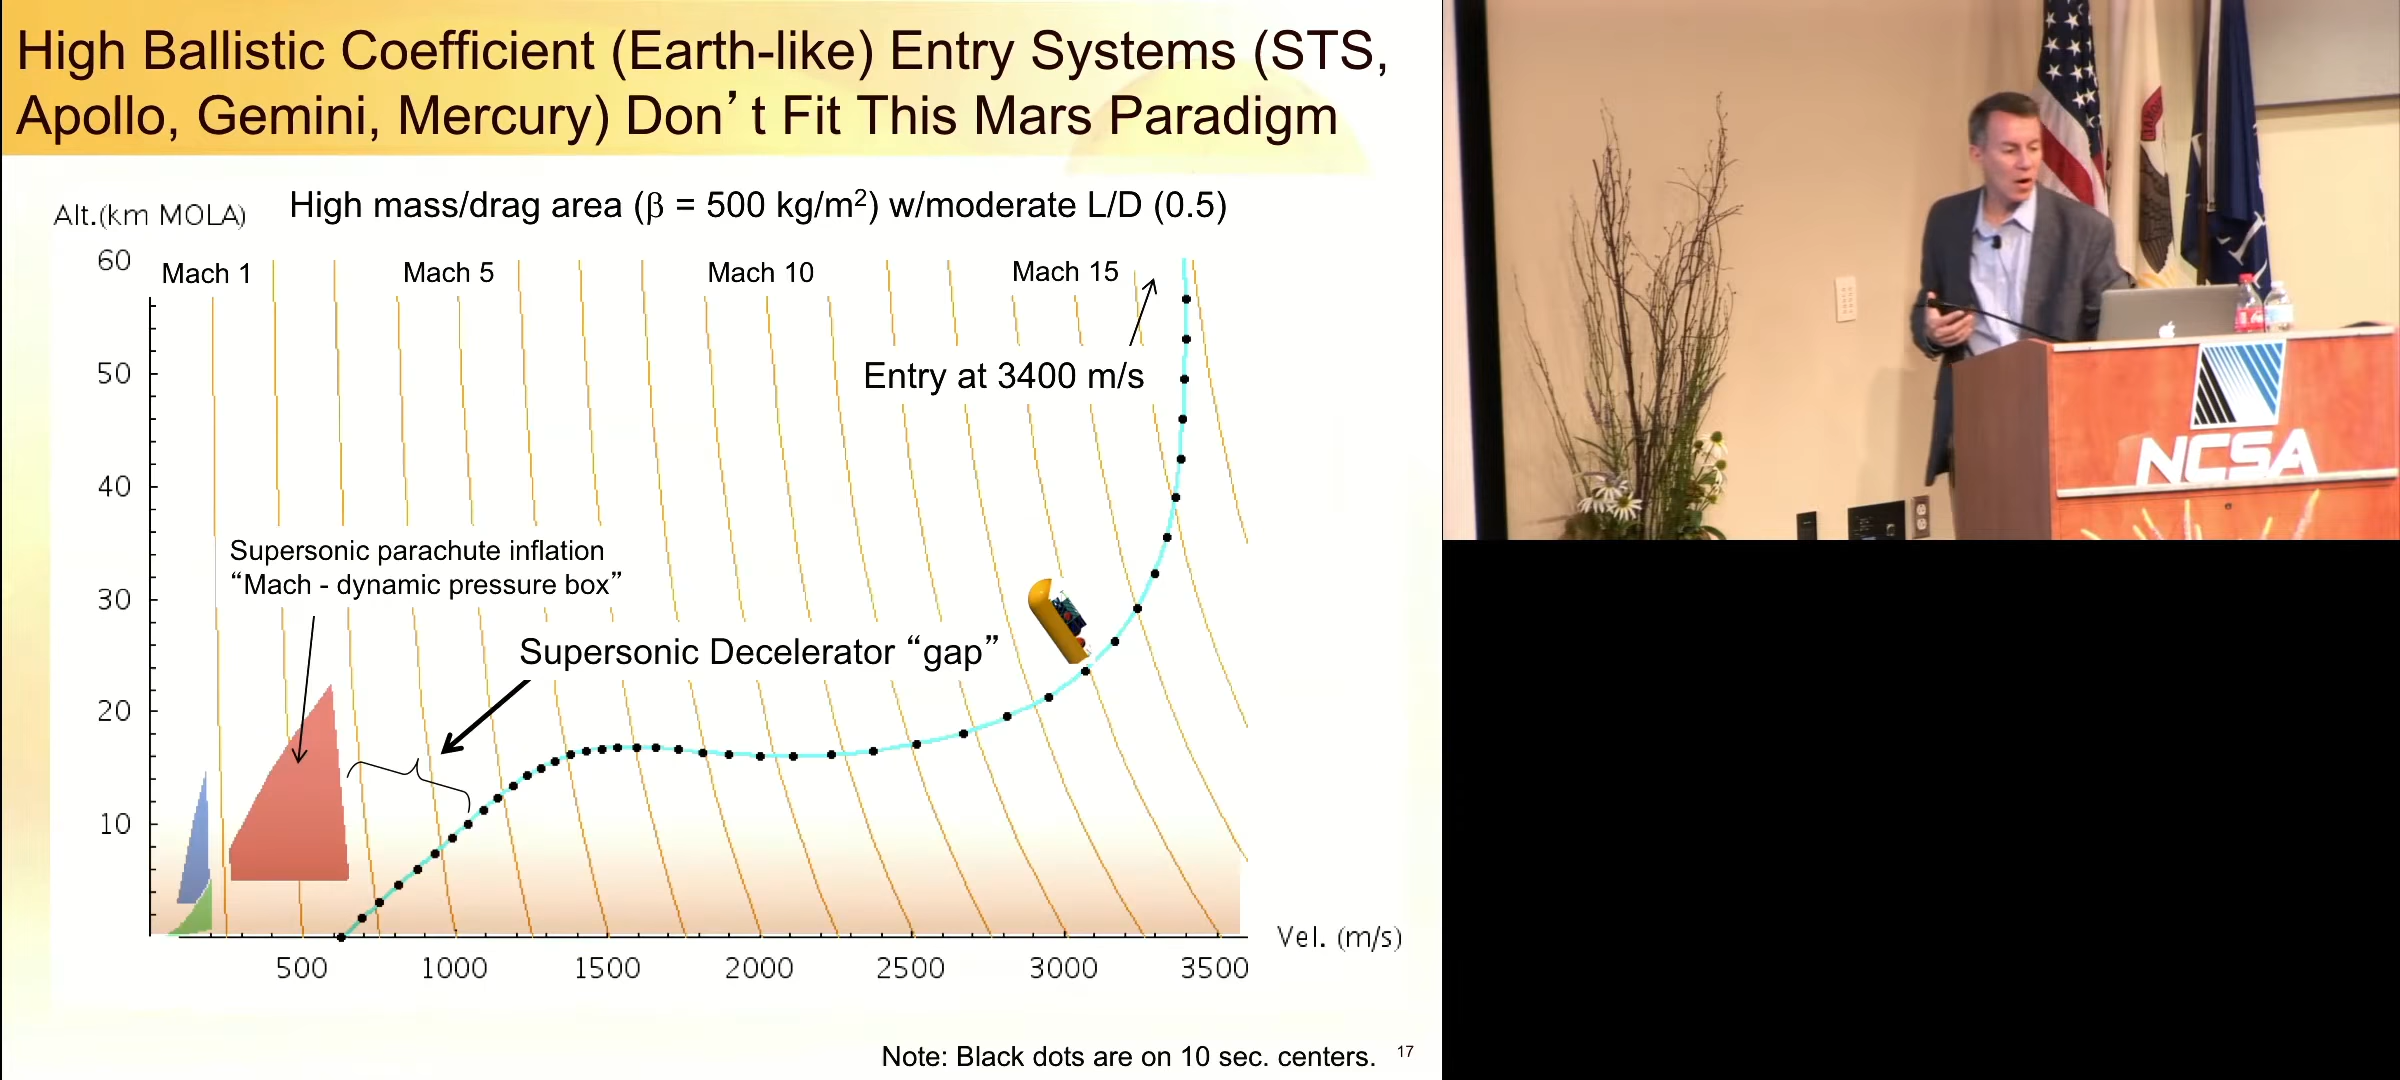 High Ballistic Coefficient (Earth-like) Entry Systems (STS,
Apollo, Gemini, Mercury) Don’t Fit This Mars Paradigm
Alt.(km MOLA)
High mass/drag area (β = 500 kg/m²) w/moderate L/D (0.5)
60
Mach 1
Mach 5
Mach 10
Mach 15
50
Entry at 3400 m/s
40
Supersonic parachute inflation
“Mach - dynamic pressure box”
30
Supersonic Decelerator “gap”
20
10
Vel. (m/s)
500
1000
1500
2000
2500
3000
3500
Note: Black dots are on 10 sec. centers.
17
NCSA